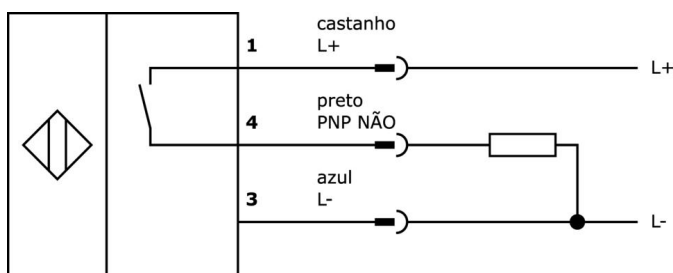 castanho
1 L+
L+
preto
4 PNP NÃO
azul
3 L-
L-